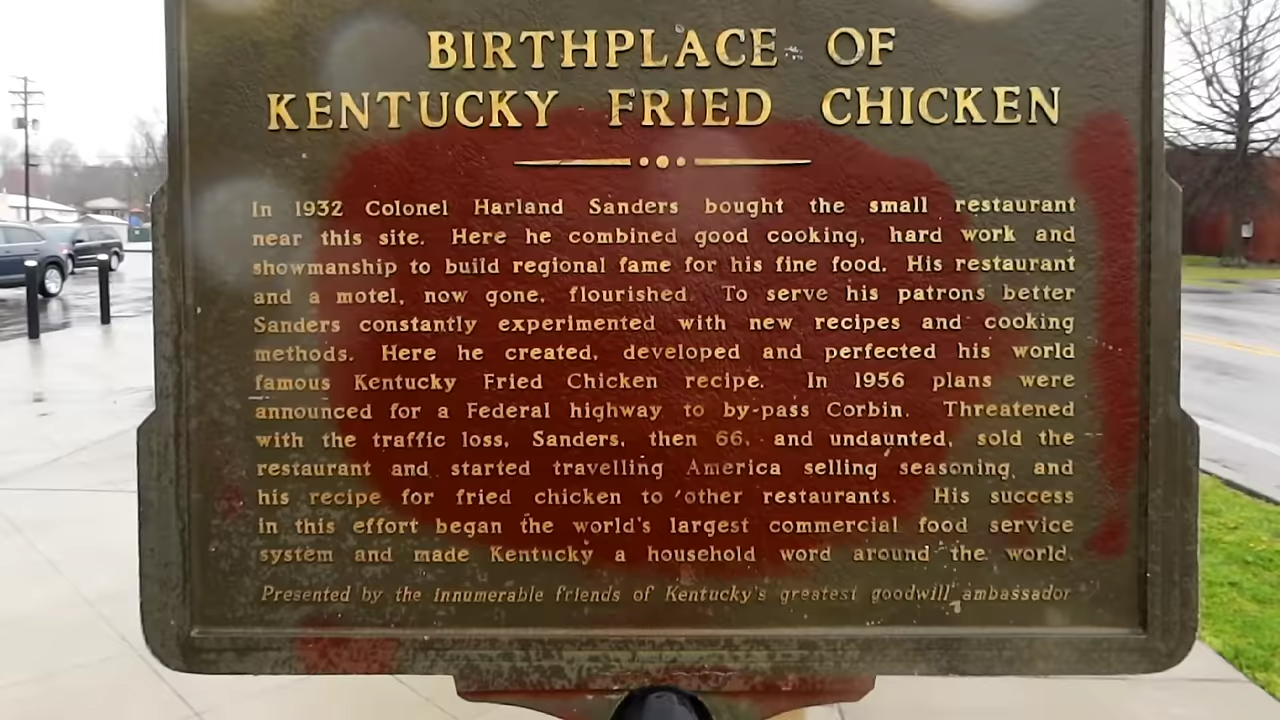 BIRTHPLACE OF
KENTUCKY FRIED CHICKEN
In 1932 Colonel Harland Sanders bought the small restaurant
near this site. Here he combined good cooking, hard work and
showmanship to build regional fame for his fine food. His restaurant
and a motel, now gone, flourished. To serve his patrons better
Sanders constantly experimented with new recipes and cooking
methods. Here he created, developed and perfected his world
famous Kentucky Fried Chicken recipe. In 1956 plans were
announced for a Federal highway to by-pass Corbin. Threatened
with the traffic loss, Sanders, then 66, and undaunted, sold the
restaurant and started travelling America selling seasoning and
his recipe for fried chicken to other restaurants. His success
in this effort began the world's largest commercial food service
system and made Kentucky a household word around the world.
Presented by the innumerable friends of Kentucky's greatest goodwill ambassador